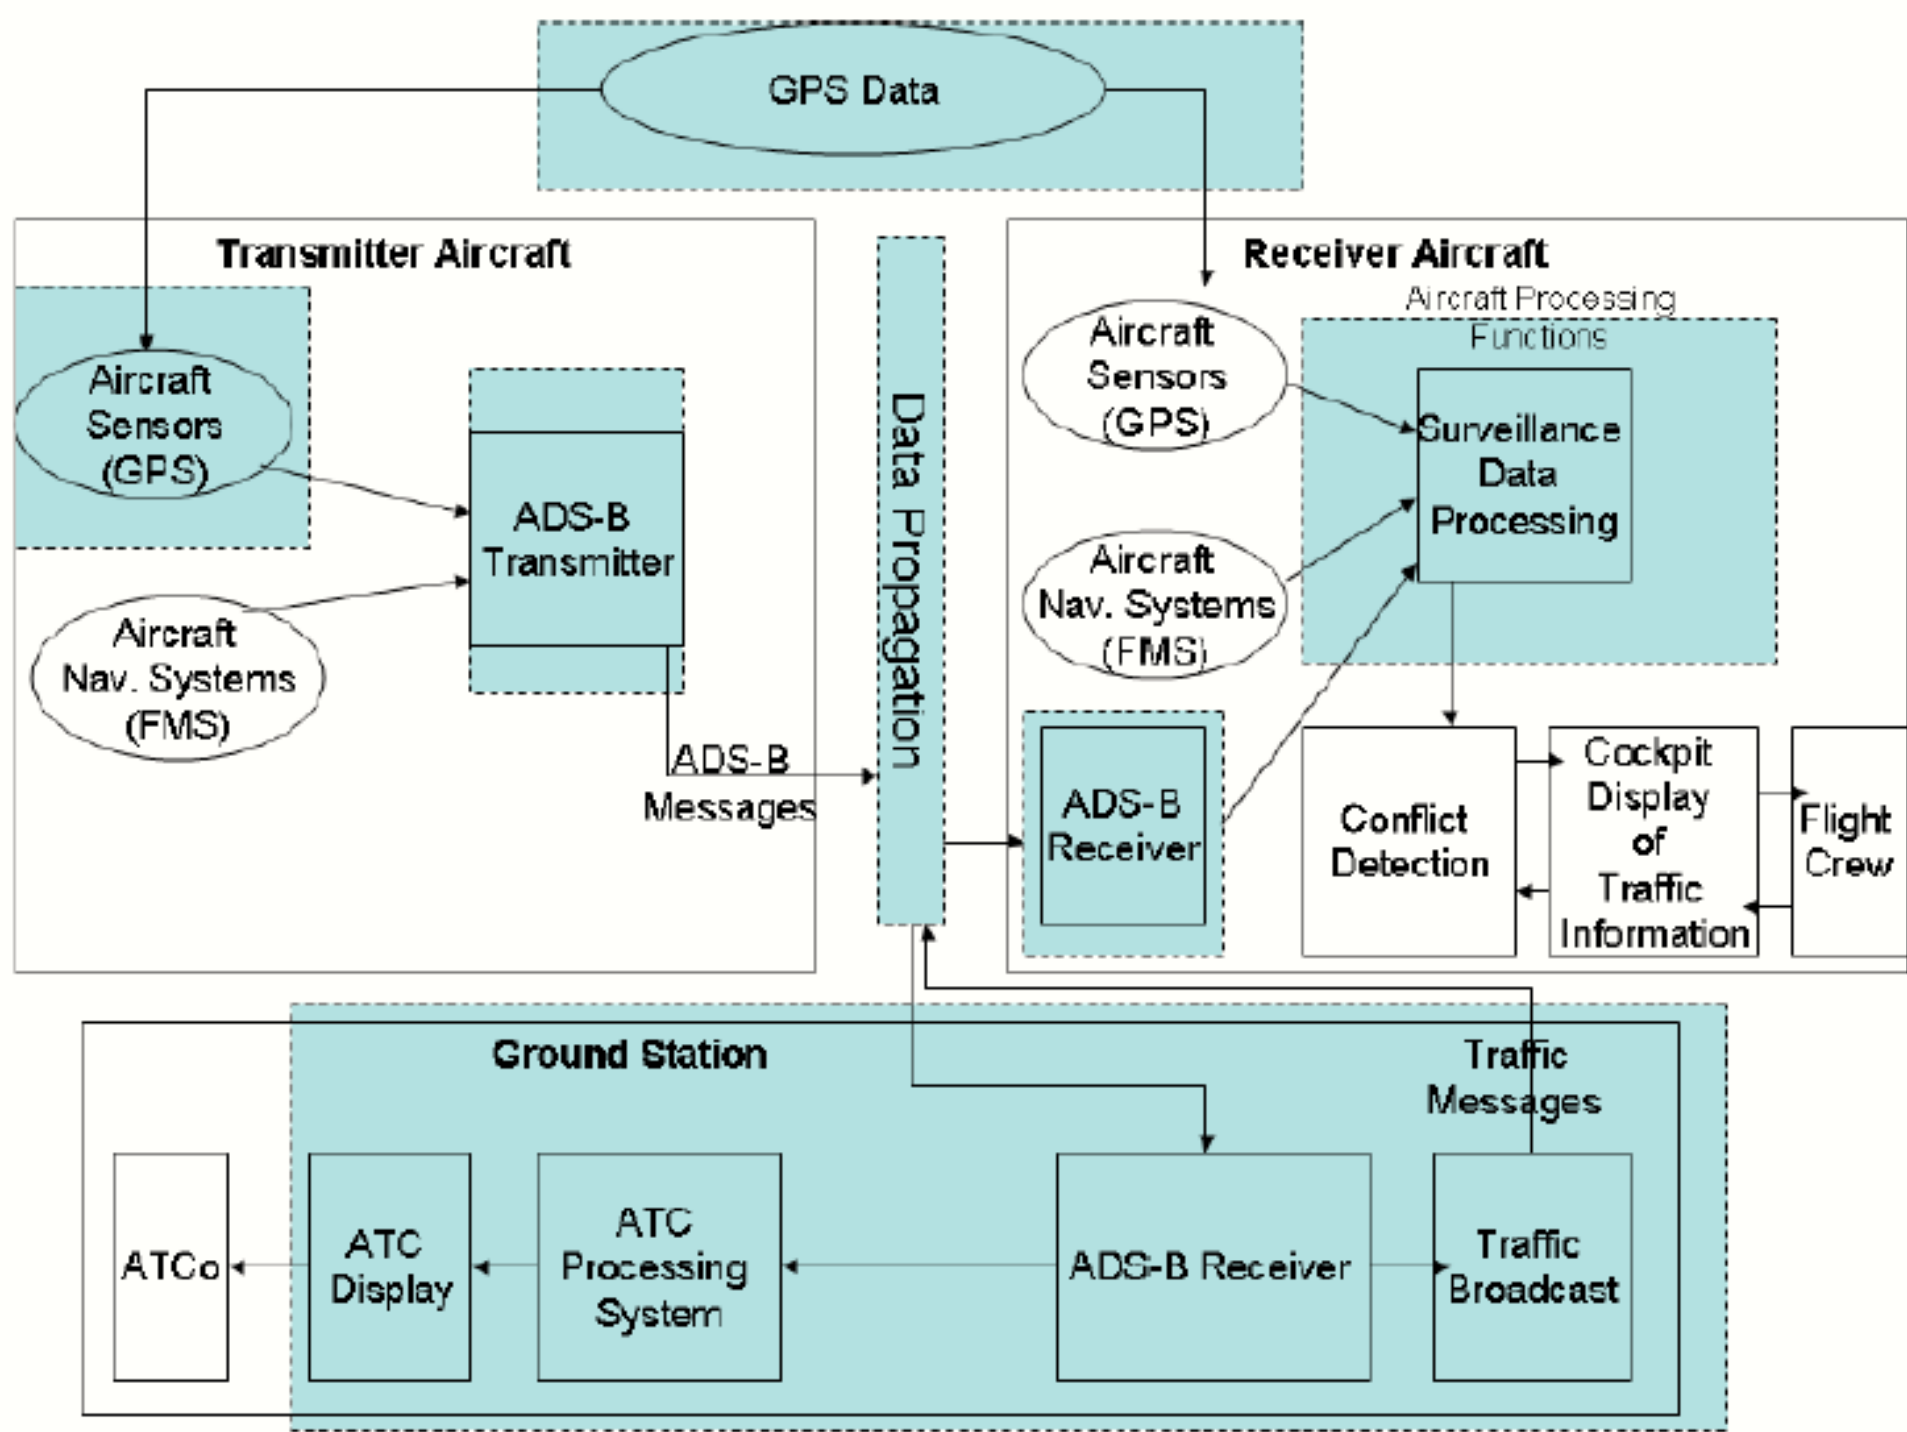 GPS Data
Transmitter Aircraft
Aircraft
Sensors
(GPS)
ADS-B
Transmitter
Aircraft
Nav. Systems
(FMS)
ADS-B
Messages
Data Propagation
Receiver Aircraft
Aircraft Processing
Functions
Aircraft
Sensors
(GPS)
Surveillance
Data
Processing
Aircraft
Nav. Systems
(FMS)
ADS-B
Receiver
Conflict
Detection
Cockpit
Display
of
Traffic
Information
Flight
Crew
Ground Station
Traffic
Messages
ATCo
ATC
Display
ATC
Processing
System
ADS-B Receiver
Traffic
Broadcast